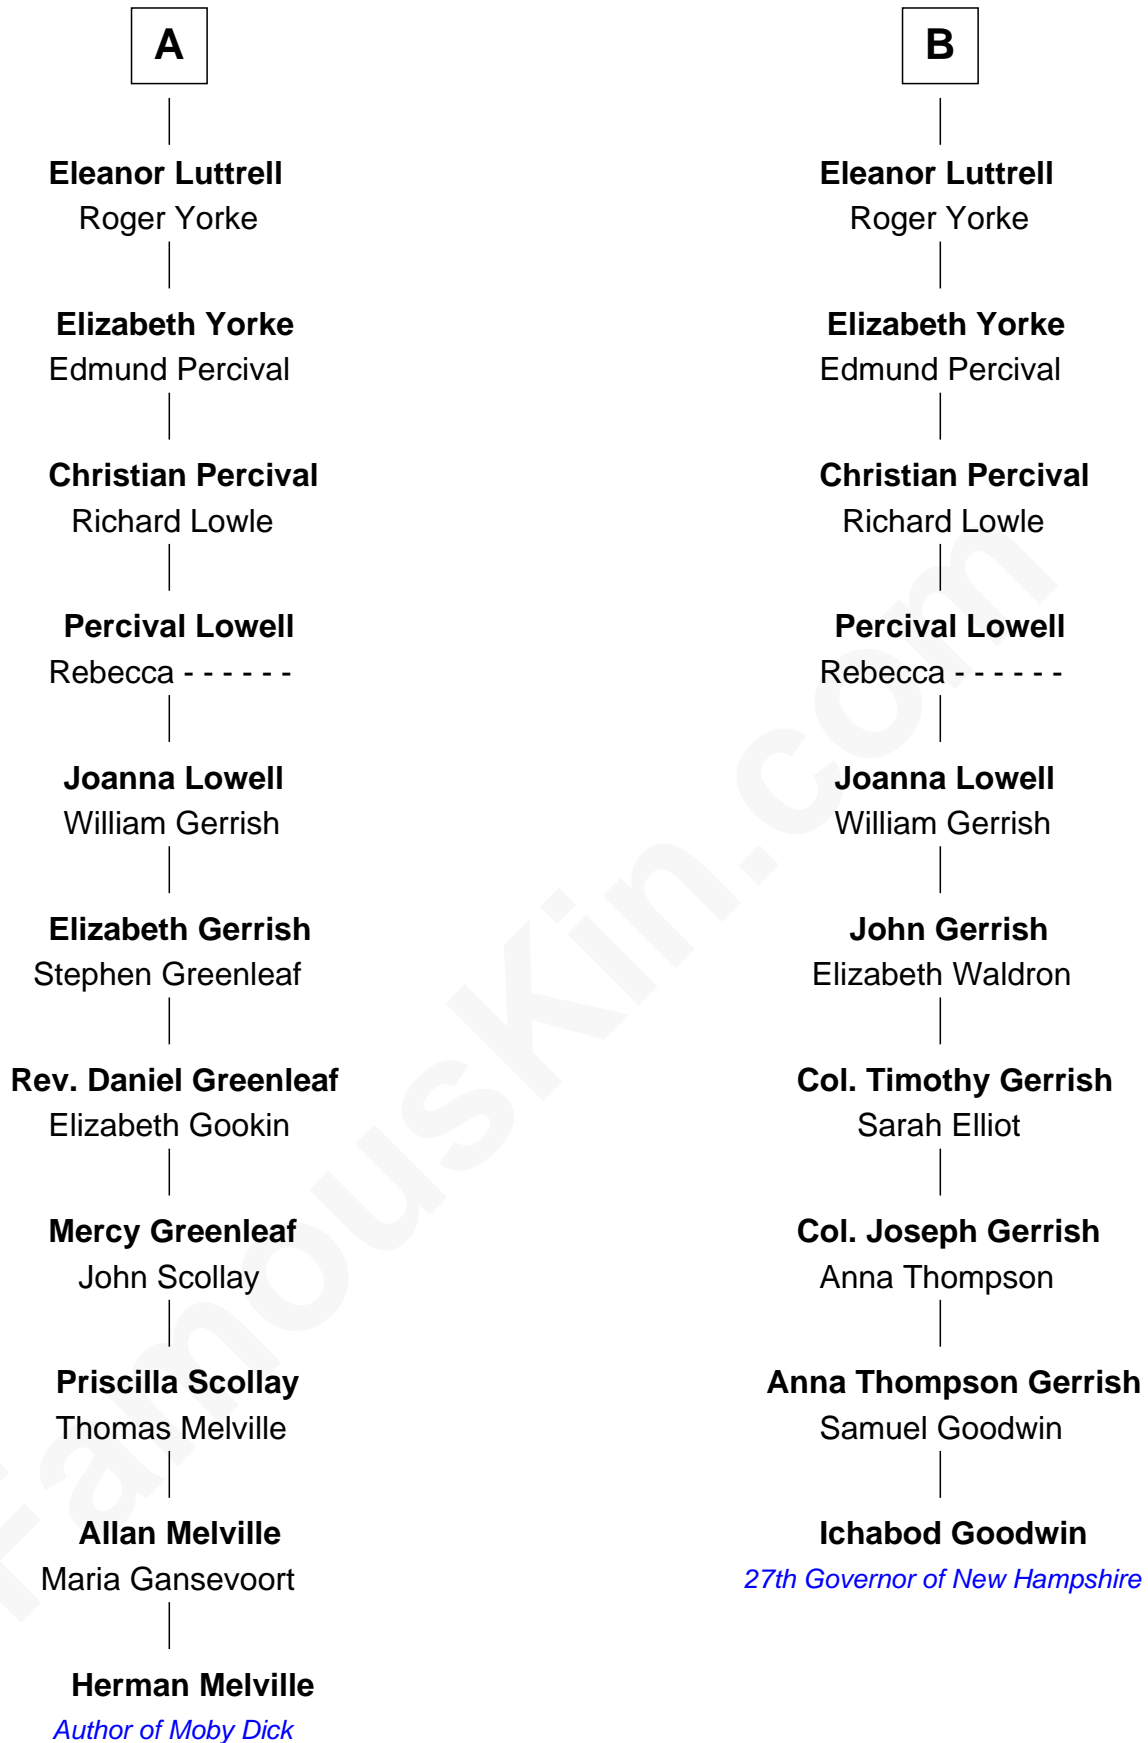 A
Eleanor Luttrell
Roger Yorke
Elizabeth Yorke
Edmund Percival
Christian Percival
Richard Lowle
Percival Lowell
Rebecca - - - - - -
Joanna Lowell
William Gerrish
Elizabeth Gerrish
Stephen Greenleaf
Rev. Daniel Greenleaf
Elizabeth Gookin
Mercy Greenleaf
John Scollay
Priscilla Scollay
Thomas Melville
Allan Melville
Maria Gansevoort
Herman Melville
Author of Moby Dick
B
Eleanor Luttrell
Roger Yorke
Elizabeth Yorke
Edmund Percival
Christian Percival
Richard Lowle
Percival Lowell
Rebecca - - - - - -
Joanna Lowell
William Gerrish
John Gerrish
Elizabeth Waldron
Col. Timothy Gerrish
Sarah Elliot
Col. Joseph Gerrish
Anna Thompson
Anna Thompson Gerrish
Samuel Goodwin
Ichabod Goodwin
27th Governor of New Hampshire
FamousKin.com